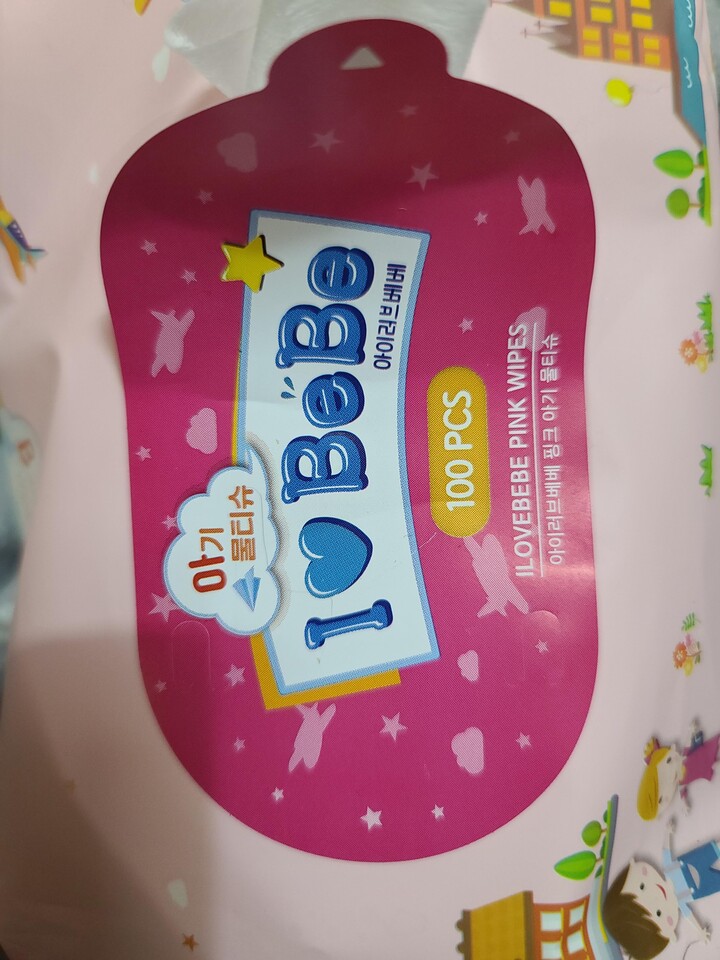 아기
물티슈
I ♥ BeBe
아이러브베베
100 PCS
ILOVEBEBE PINK WIPES
아이러브베베 핑크 아기 물티슈